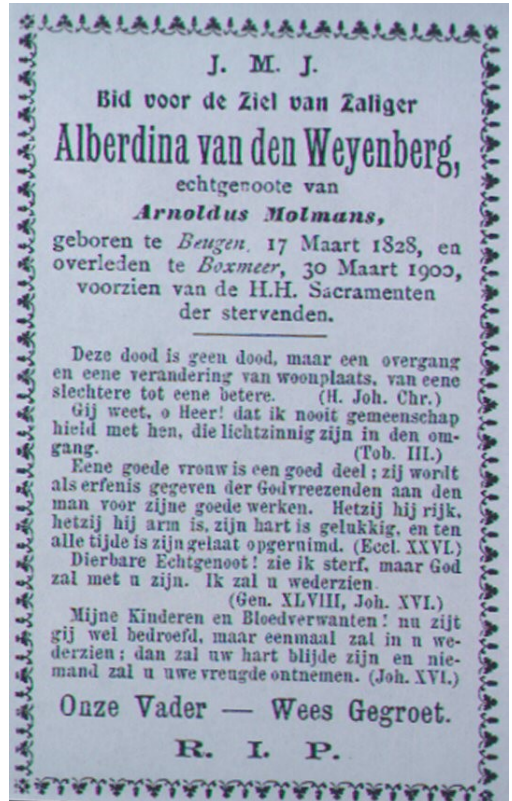 J. M. J.
Bid voor de Ziel van Zaliger
Alberdina van den Weyenberg,
echtgenoote van
Arnoldus Molmans,
geboren te Beugen, 17 Maart 1828, en
overleden te Boxmeer, 30 Maart 1900,
voorzien van de H.H. Sacramenten
der stervenden.
Deze dood is geen dood, maar een overgang
en eene verandering van woonplaats, van eene
slechtere tot eene betere. (H. Joh. Chr.)
Gij weet, o Heer! dat ik nooit gemeenschap
hield met hen, die lichtzinnig zijn in den om-
gang. (Tob. III.)
Eene goede vrouw is een goed deel; zij wordt
als erfenis gegeven der Godvreezenden aan den
man voor zijne goede werken. Hetzij hij rijk,
hetzij hij arm is, zijn hart is gelukkig, en ten
alle tijde is zijn gelaat opgeruimd. (Eccl. XXVI.)
Dierbare Echtgenoot! zie ik sterf, maar God
zal met u zijn. Ik zal u wederzien.
(Gen. XLVIII, Joh. XVI.)
Mijne Kinderen en Bloedverwanten! nu zijt
gij wel bedroefd, maar eenmaal zal in u we-
derzien; dan zal uw hart blijde zijn en nie-
mand zal u uwe vreugde ontnemen. (Joh. XVI.)
Onze Vader — Wees Gegroet.
R. I. P.